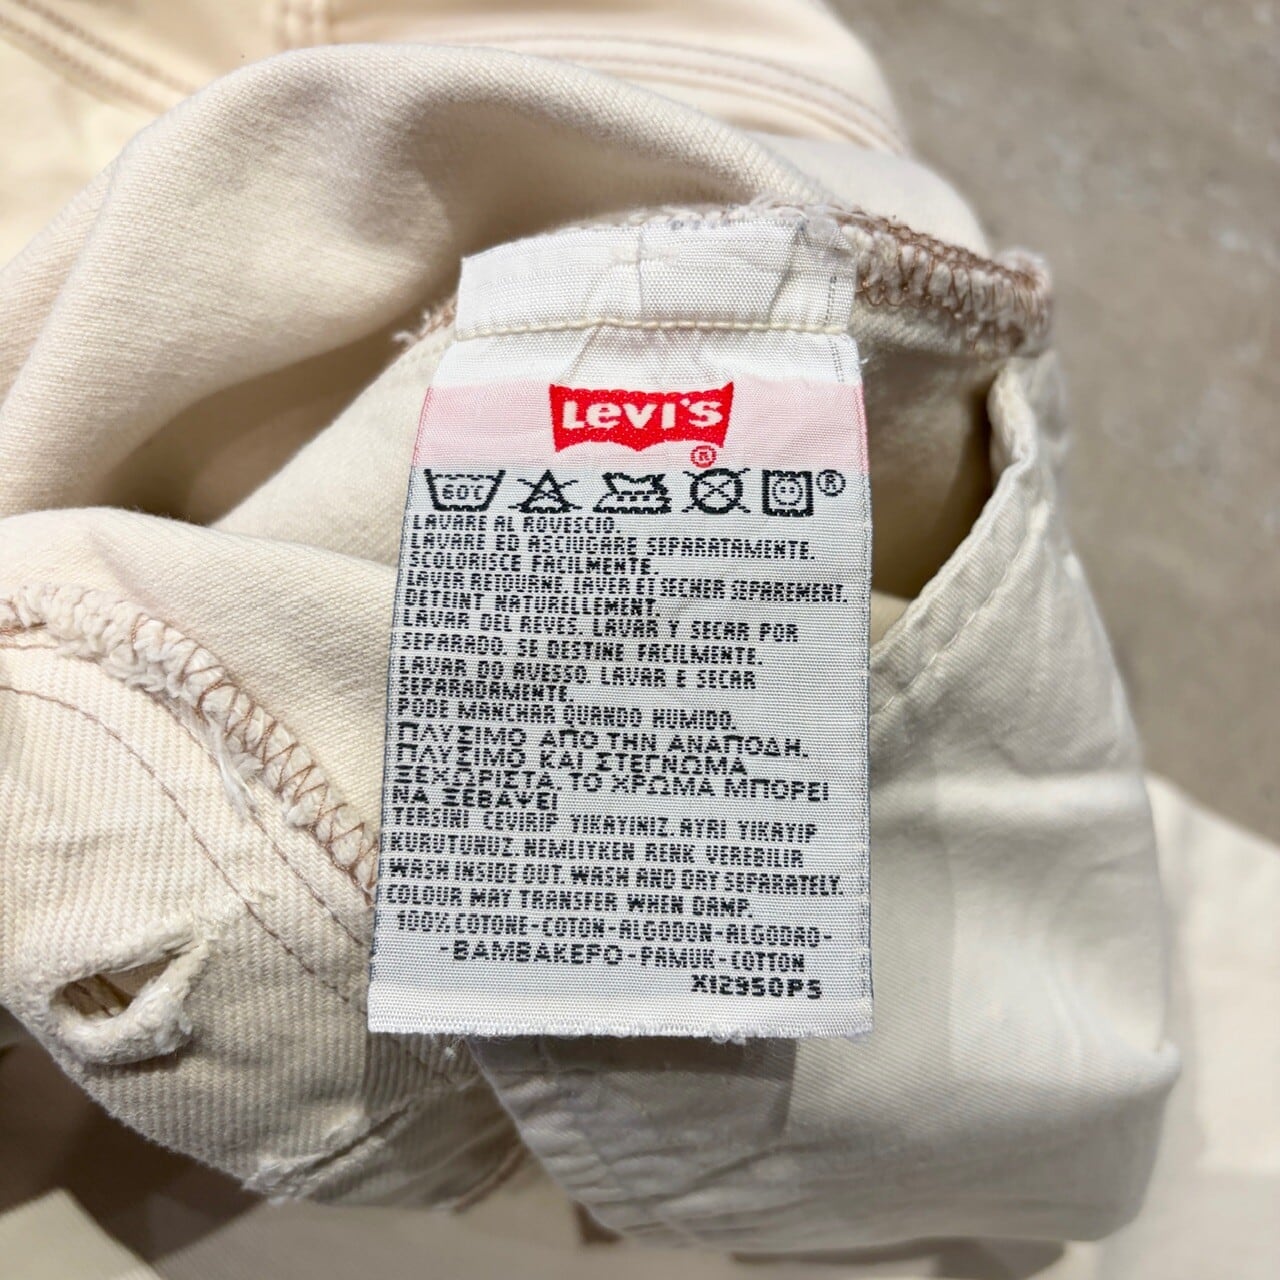 Levi's
®
60C ®
LAVARE AL ROVESCIO.
LAVARE ED ASCIUGARE SEPARATAMENTE.
SCOLORISCE FACILMENTE.
LAVER RETOURNE. LAVER ET SECHER SEPAREMENT.
DETEINT NATURELLEMENT.
LAVAR DEL REVES. LAVAR Y SECAR POR
SEPARADO. SE DESTINE FACILMENTE.
LAVAR DO AVESSO. LAVAR E SECAR
SEPARADAMENTE.
PODE MANCHAR QUANDO HUMIDO.
ΠΛΥΣΙΜΟ ΑΠΟ ΤΗΝ ΑΝΑΠΟΔΗ.
ΠΛΥΣΙΜΟ ΚΑΙ ΣΤΕΓΝΩΜΑ
ΞΕΧΩΡΙΣΤΑ. ΤΟ ΧΡΩΜΑ ΜΠΟΡΕΙ
ΝΑ ΞΕΒΑΨΕΙ
TERSINI CEVIRIP YIKAYINIZ. AYRI YIKAYIP
KURUTUNUZ. NEMLIYKEN RENK VEREBILIR
WASH INSIDE OUT. WASH AND DRY SEPARATELY.
COLOUR MAY TRANSFER WHEN DAMP.
100% COTONE - COTON - ALGODON - ALGODAO -
- ΒΑΜΒΑΚΕΡΟ - PAMUK - COTTON
X12950PS